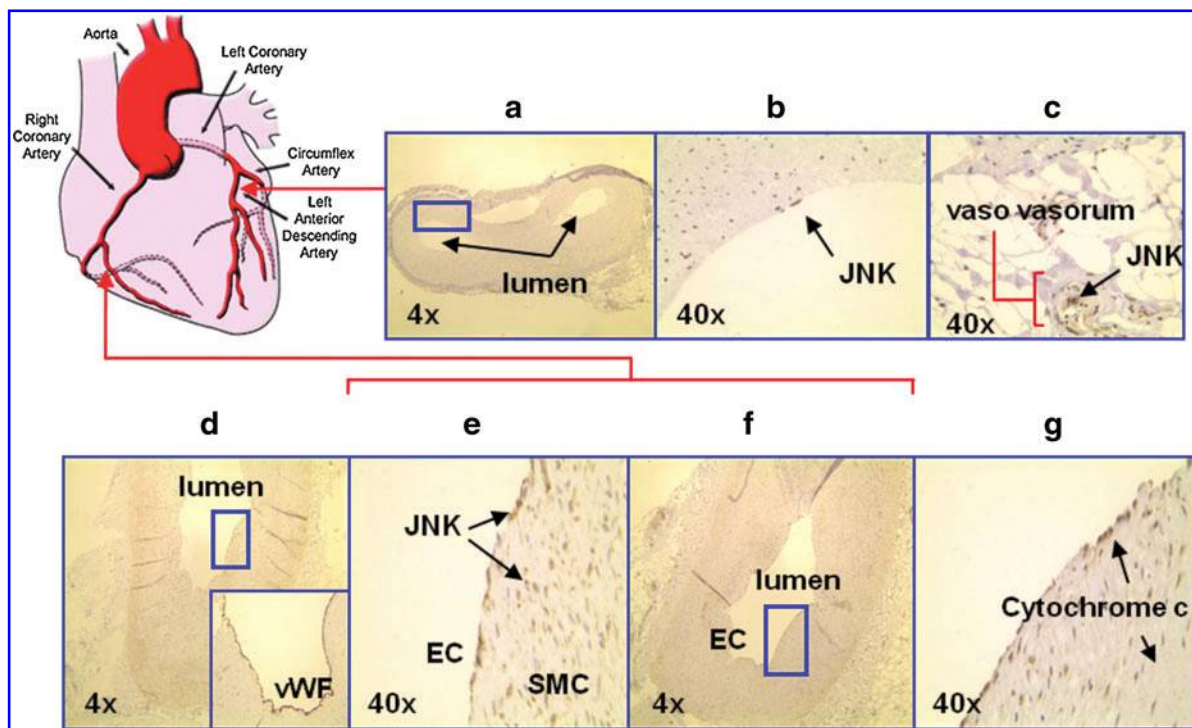 Aorta
Left Coronary
Artery
Right
Coronary
Artery
Circumflex
Artery
Left
Anterior
Descending
Artery
a
b
c
lumen
4x
JNK
40x
vaso vasorum
JNK
40x
d
e
f
g
lumen
vWF
4x
JNK
EC
SMC
40x
lumen
EC
4x
Cytochrome c
40x